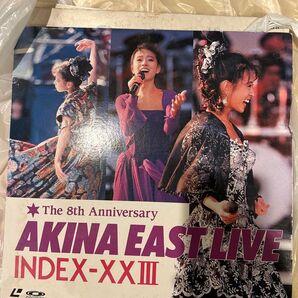 The 8th Anniversary
AKINA EAST LIVE
INDEX-XXIII